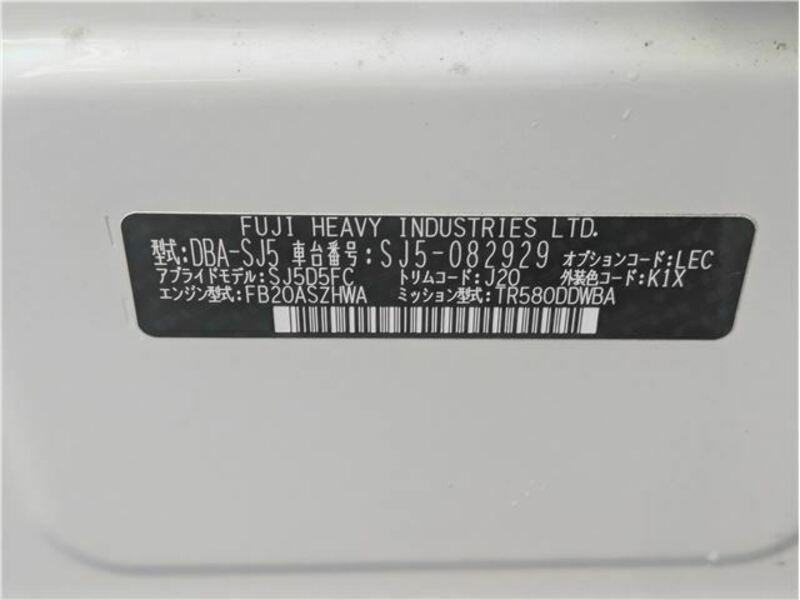 FUJI HEAVY INDUSTRIES LTD.
型式:DBA-SJ5 車台番号:SJ5-082929 オプションコード:LEC
アプライドモデル:SJ5D5FC トリムコード:J20 外装色コード:K1X
エンジン型式:FB20ASZHWA ミッション型式:TR580DDWBA